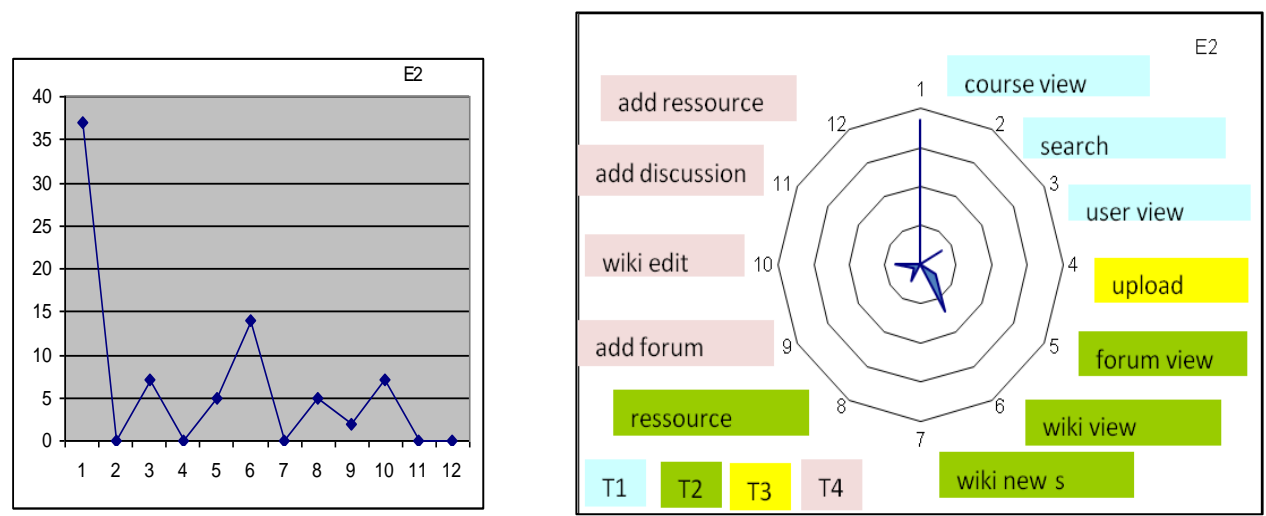 E2
40
35
30
25
20
15
10
5
0
1 2 3 4 5 6 7 8 9 10 11 12
E2
course view
add ressource
1
12
2
search
add discussion
11
3
user view
wiki edit
10
4
upload
add forum
9
5
forum view
ressource
8
6
wiki view
7
wiki new s
T1 T2 T3 T4